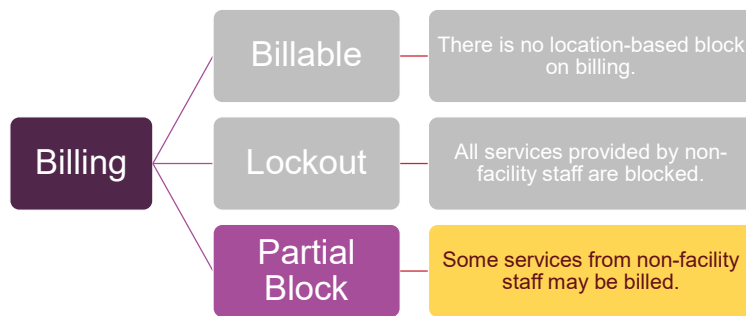 Billing
Billable
There is no location-based block
on billing.
Lockout
All services provided by non-
facility staff are blocked.
Partial
Block
Some services from non-facility
staff may be billed.